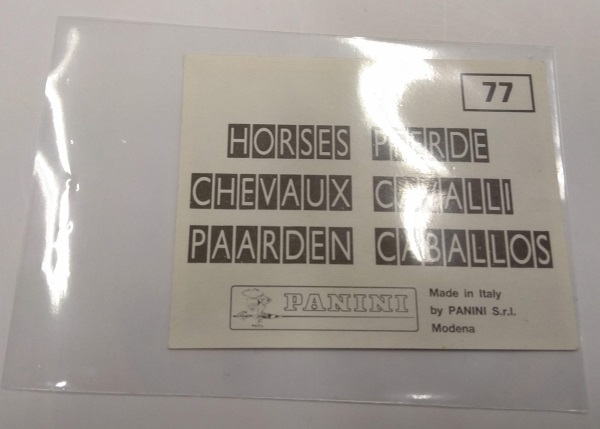 77
HORSES PFERDE
CHEVAUX CAVALLI
PAARDEN CABALLOS
PANINI
Made in Italy
by PANINI S.r.l.
Modena